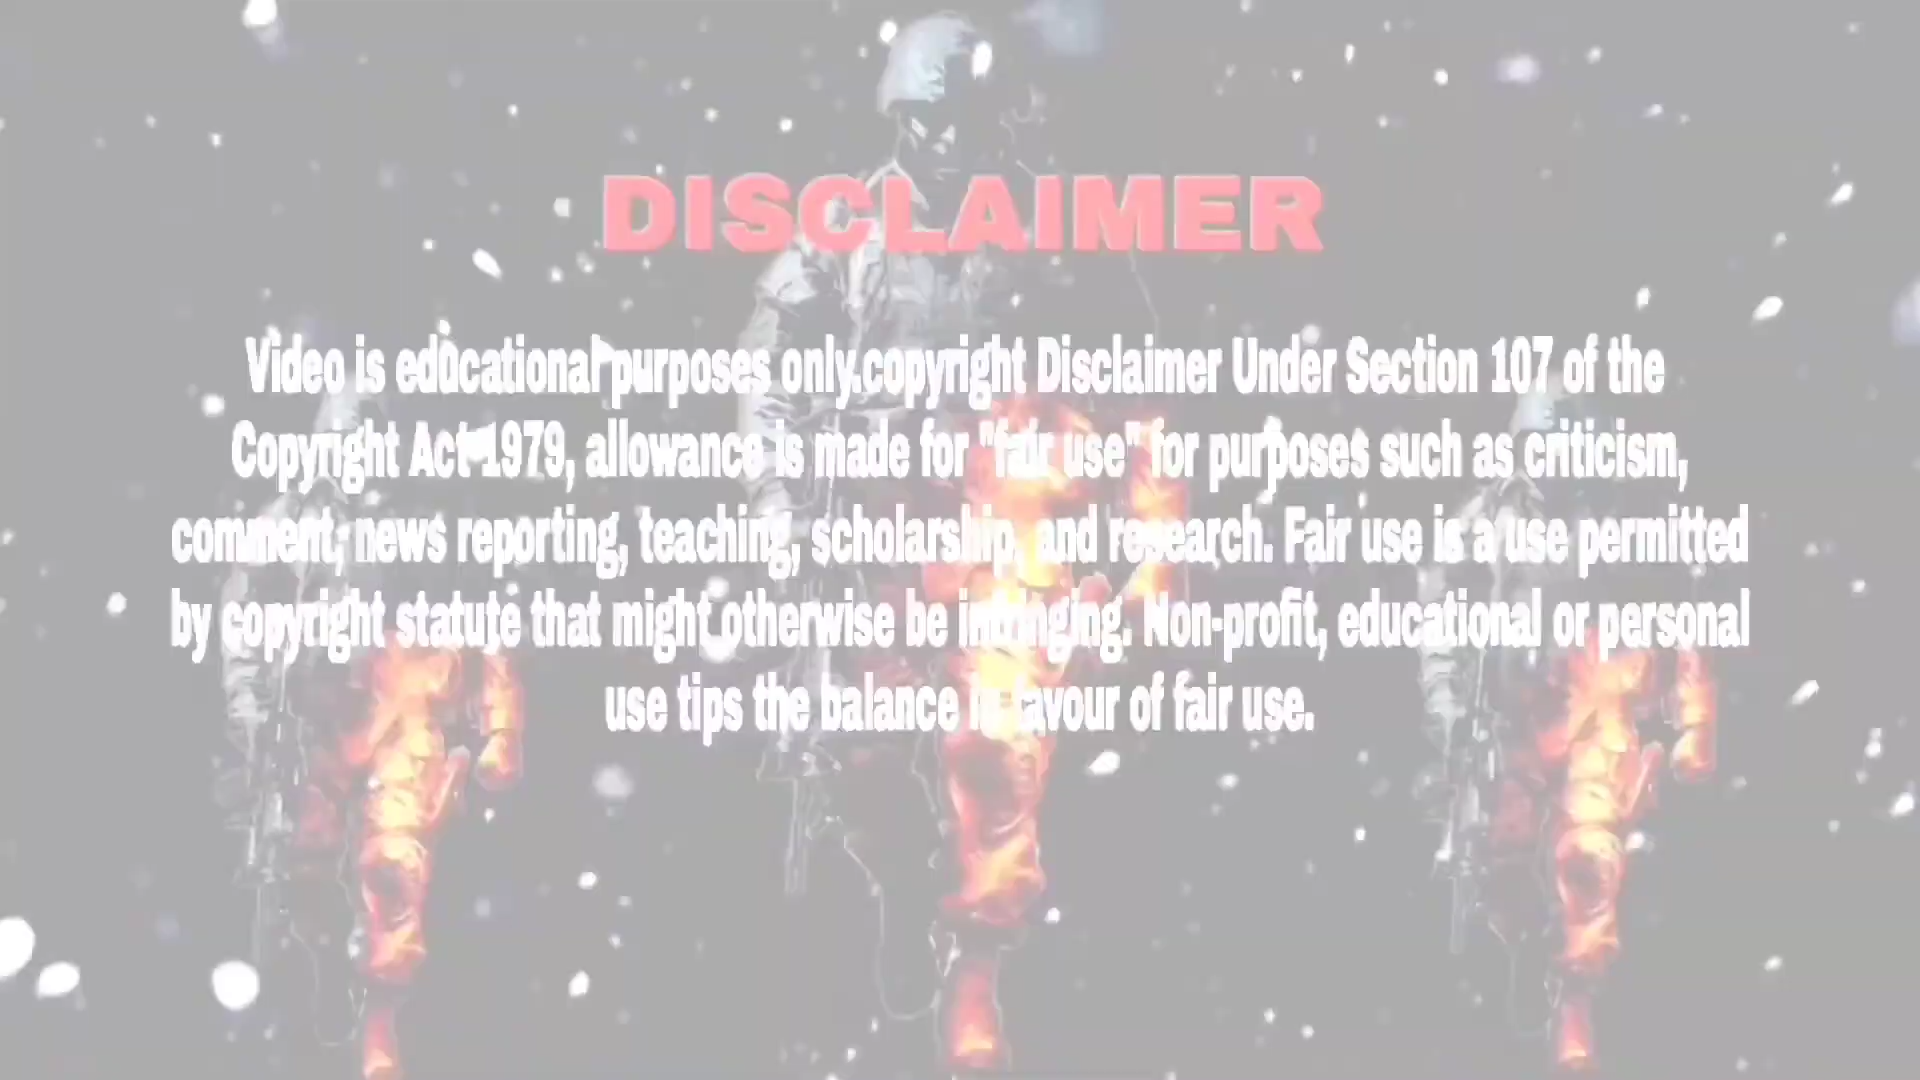 DISCLAIMER
Video is educational purposes only.copyright Disclaimer Under Section 107 of the
Copyright Act 1979, allowance is made for "fair use" for purposes such as criticism,
comment, news reporting, teaching, scholarship, and research. Fair use is a use permitted
by copyright statute that might otherwise be infringing. Non-profit, educational or personal
use tips the balance in favour of fair use.